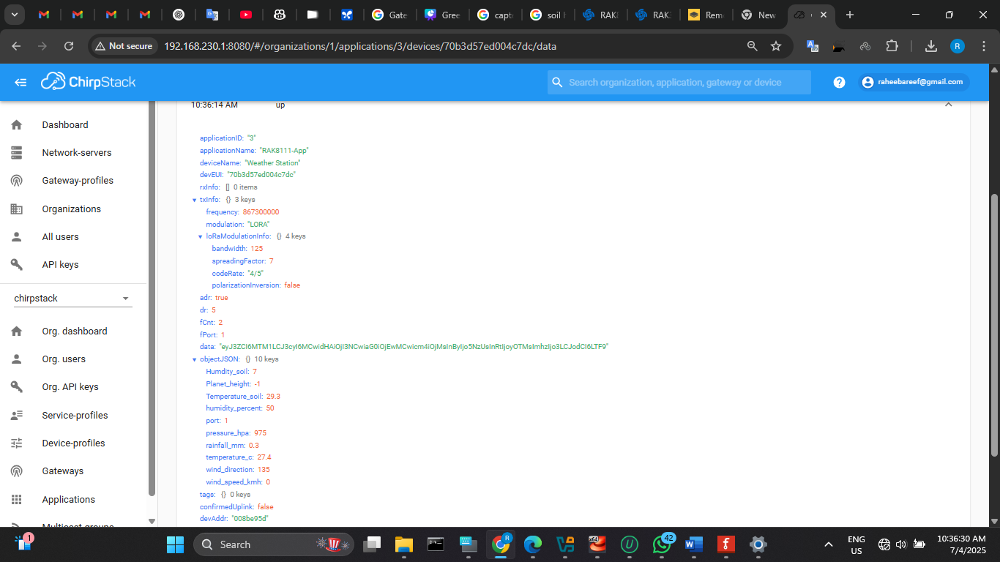 Gate
Gree
capt
soil
RAK
RAK
Rem
New
Not secure
192.168.230.1:8080/#/organizations/1/applications/3/devices/70b3d57ed004c7dc/data
R
ChirpStack
Search organization, application, gateway or device
raheebareef@gmail.com
Dashboard
Network-servers
Gateway-profiles
Organizations
All users
API keys
chirpstack
Org. dashboard
Org. users
Org. API keys
Service-profiles
Device-profiles
Gateways
Applications
Multicast-groups
10:36:14 AM up
applicationID: "3"
applicationName: "RAK8111-App"
deviceName: "Weather Station"
devEUI: "70b3d57ed004c7dc"
rxInfo: [] 0 items
txInfo: {} 3 keys
frequency: 867300000
modulation: "LORA"
loRaModulationInfo: {} 4 keys
bandwidth: 125
spreadingFactor: 7
codeRate: "4/5"
polarizationInversion: false
adr: true
dr: 5
fCnt: 2
fPort: 1
data: "eyJ3ZCI6MTM1LCJ3cyI6MCwidHAiOjI3NCwiaG0iOjEwMCwicm4iOjMsInByIjo5NzUsInRtIjoyOTMsImhzIjo3LCJodCI6LTF9"
objectJSON: {} 10 keys
Humdity_soil: 7
Planet_height: -1
Temperature_soil: 29.3
humidity_percent: 50
port: 1
pressure_hpa: 975
rainfall_mm: 0.3
temperature_c: 27.4
wind_direction: 135
wind_speed_kmh: 0
tags: {} 0 keys
confirmedUplink: false
devAddr: "008be95d"
1
Search
R
42
ENG
US
10:36:30 AM
7/4/2025